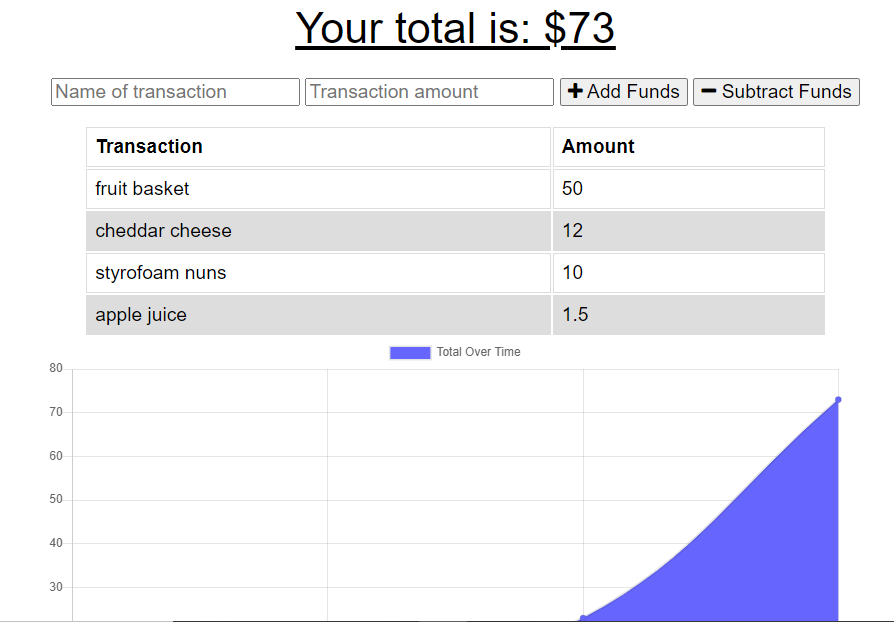 Your total is: $73
Name of transaction Transaction amount Add Funds Subtract Funds
Transaction Amount
fruit basket 50
cheddar cheese 12
styrofoam nuns 10
apple juice 1.5
Total Over Time
80
70
60
50
40
30